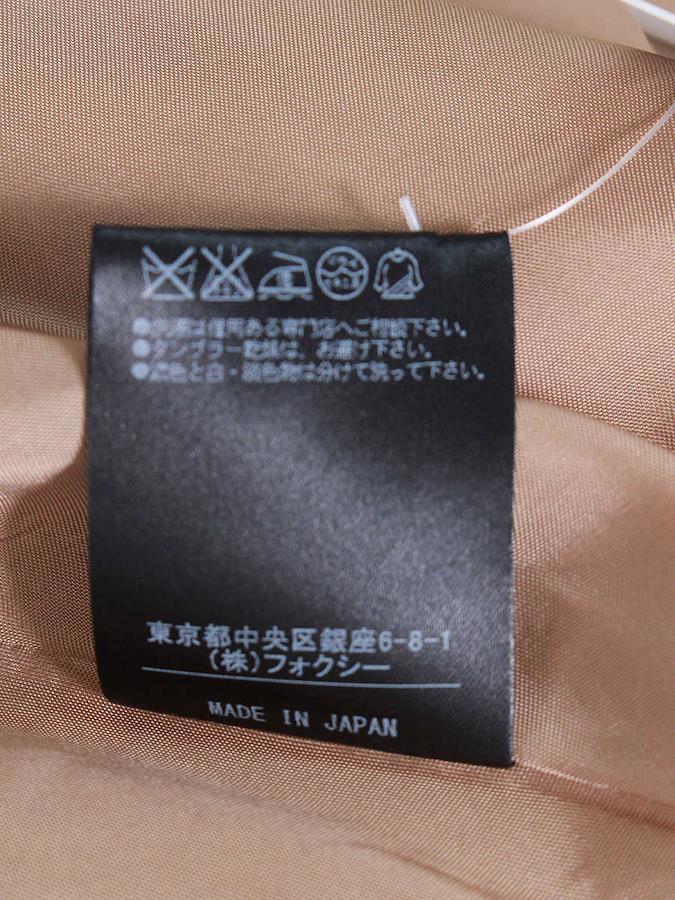 ●洗濯は信用ある専門店へご相談下さい。
●タンブラー乾燥は、お避け下さい。
●濃色と白・淡色物は分けて洗って下さい。
東京都中央区銀座6-8-1
(株)フォクシー
MADE IN JAPAN